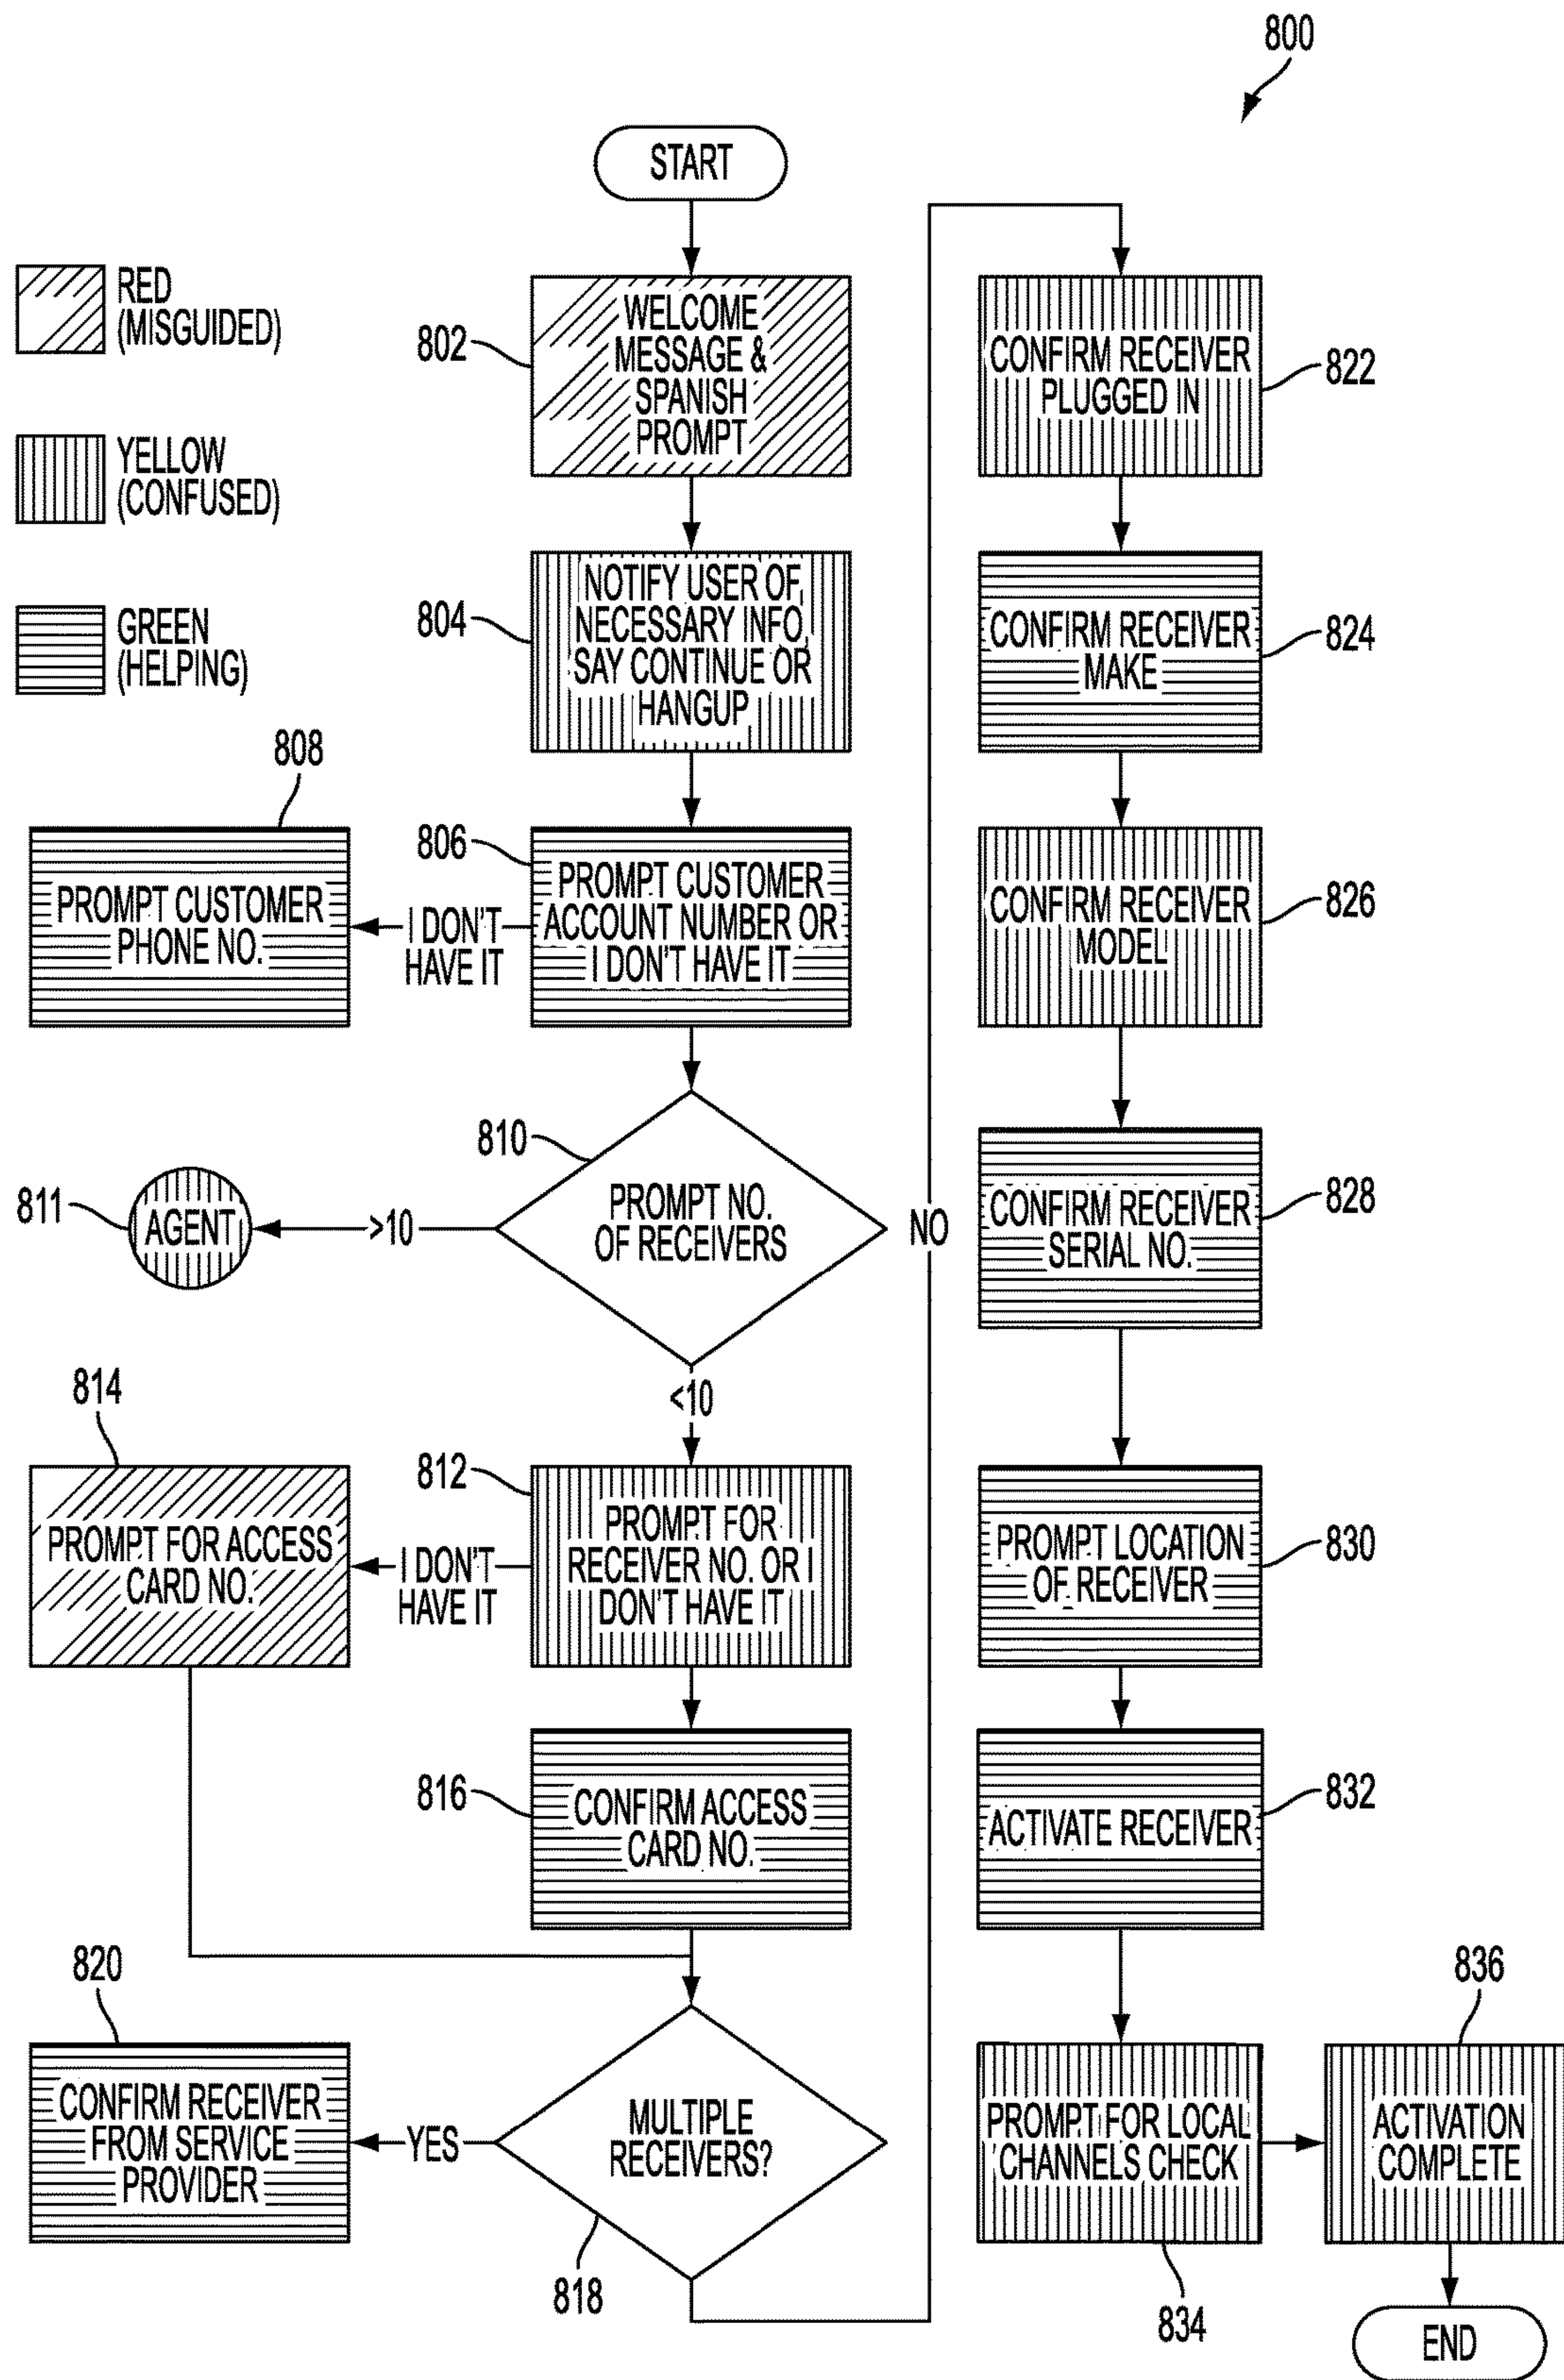 800
START
RED
(MISGUIDED)
YELLOW
(CONFUSED)
GREEN
(HELPING)
802
WELCOME
MESSAGE &
SPANISH
PROMPT
804
NOTIFY USER OF
NECESSARY INFO,
SAY CONTINUE OR
HANGUP
808
PROMPT CUSTOMER
PHONE NO.
I DON'T
HAVE IT
806
PROMPT CUSTOMER
ACCOUNT NUMBER OR
I DON'T HAVE IT
810
PROMPT NO.
OF RECEIVERS
811
AGENT
>10
NO
<10
814
PROMPT FOR ACCESS
CARD NO.
I DON'T
HAVE IT
812
PROMPT FOR
RECEIVER NO. OR I
DON'T HAVE IT
816
CONFIRM ACCESS
CARD NO.
820
CONFIRM RECEIVER
FROM SERVICE
PROVIDER
YES
MULTIPLE
RECEIVERS?
818
CONFIRM RECEIVER
PLUGGED IN
822
CONFIRM RECEIVER
MAKE
824
CONFIRM RECEIVER
MODEL
826
CONFIRM RECEIVER
SERIAL NO.
828
PROMPT LOCATION
OF RECEIVER
830
ACTIVATE RECEIVER
832
PROMPT FOR LOCAL
CHANNELS CHECK
834
836
ACTIVATION
COMPLETE
END